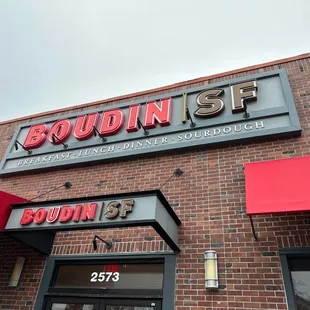 BOUDIN | SF
BREAKFAST · LUNCH · DINNER · SOURDOUGH
BOUDIN | SF
2573